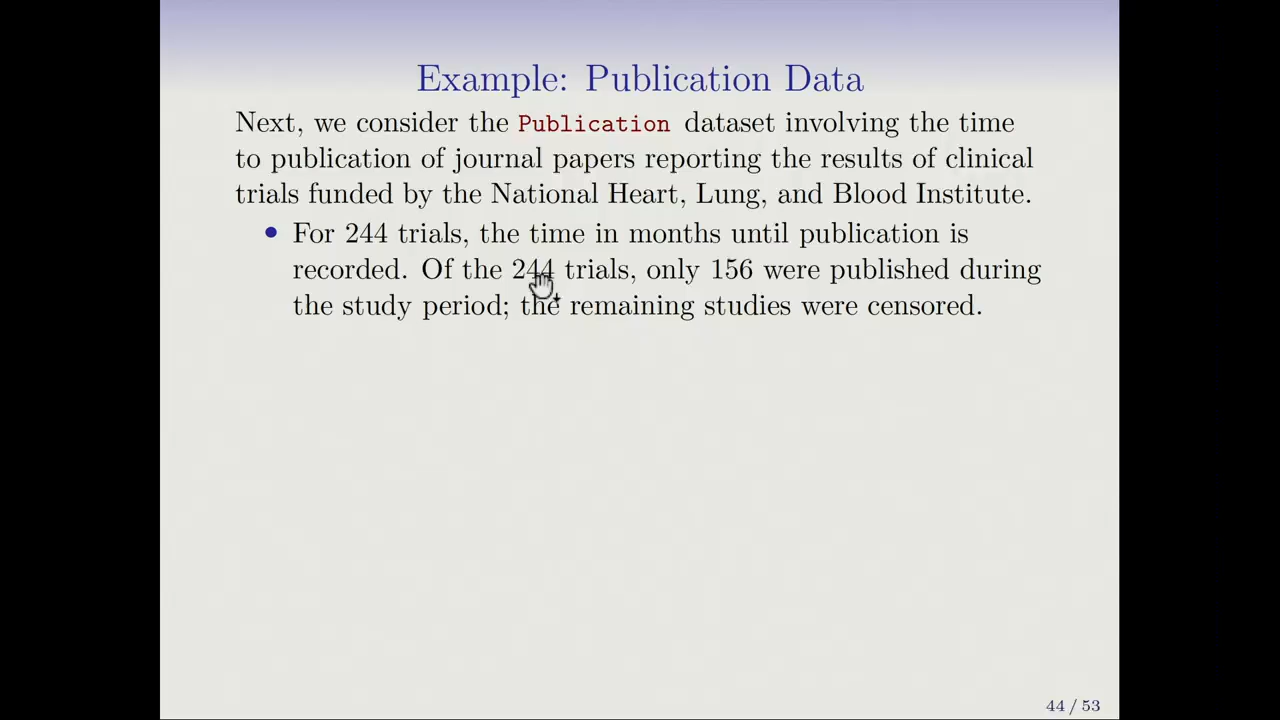 Example: Publication Data
Next, we consider the Publication dataset involving the time
to publication of journal papers reporting the results of clinical
trials funded by the National Heart, Lung, and Blood Institute.
• For 244 trials, the time in months until publication is
recorded. Of the 244 trials, only 156 were published during
the study period; the remaining studies were censored.
44 / 53